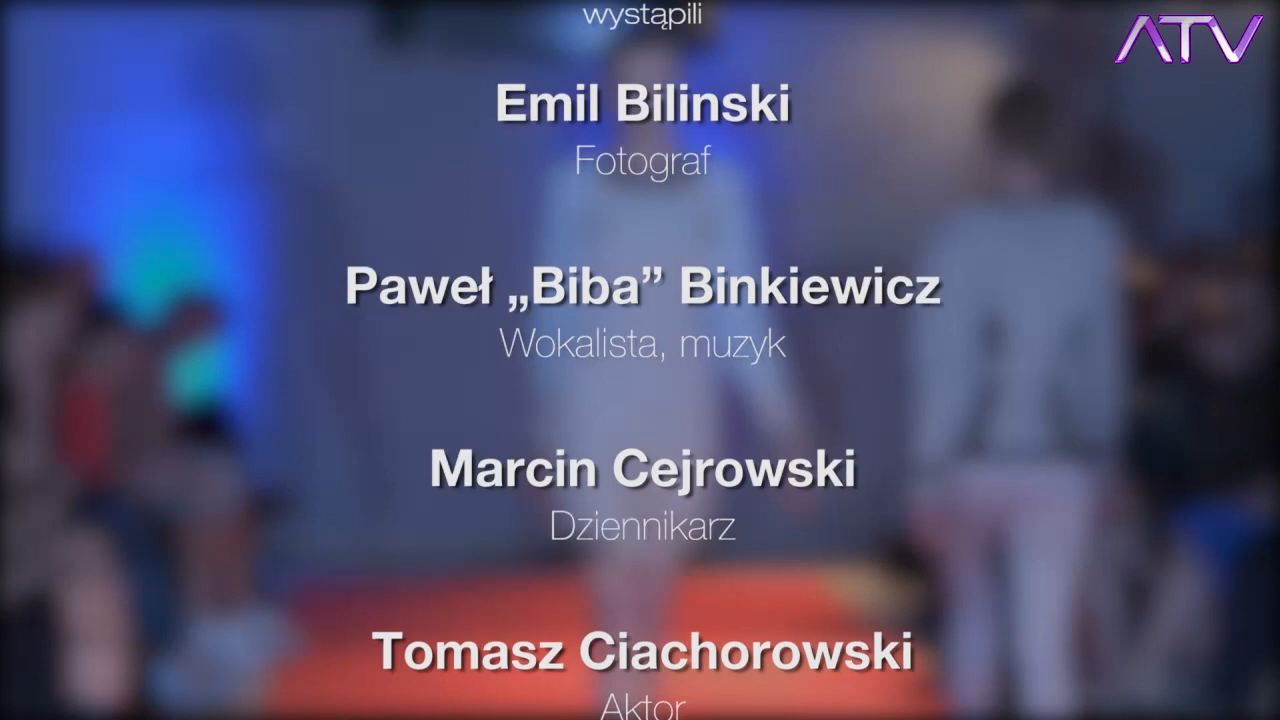 wystąpili
ATV
Emil Bilinski
Fotograf
Paweł „Biba” Binkiewicz
Wokalista, muzyk
Marcin Cejrowski
Dziennikarz
Tomasz Ciachorowski
Aktor